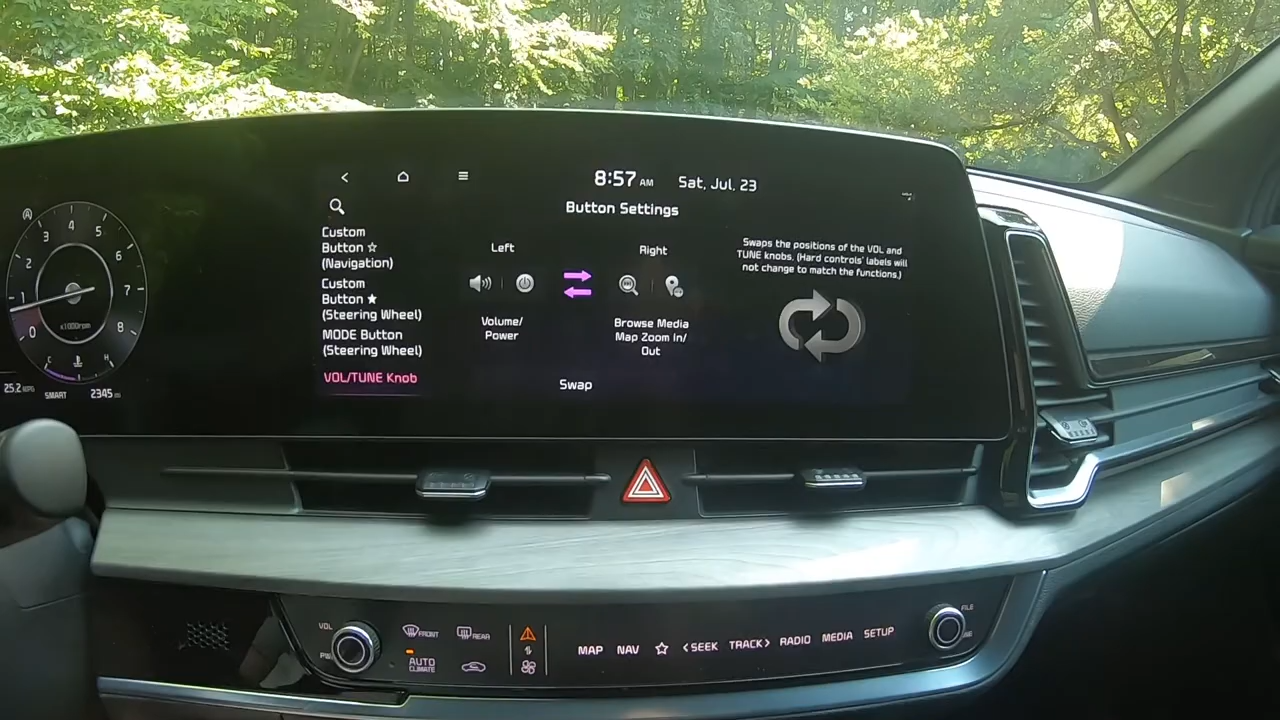 8:57 AM Sat, Jul. 23
Button Settings
Custom
Button ☆
(Navigation)
Custom
Button ★
(Steering Wheel)
MODE Button
(Steering Wheel)
VOL/TUNE Knob
Left
Volume/
Power
Right
Browse Media
Map Zoom In/
Out
Swap
Swaps the positions of the VOL and
TUNE knobs. (Hard controls' labels will
not change to match the functions.)
1
2
3
4
5
6
7
8
0
x1000rpm
C H
25.2 MPG
SMART
2345 mi
VOL
FRONT
REAR
AUTO
CLIMATE
MAP NAV ☆ <SEEK TRACK> RADIO MEDIA SETUP
FILE